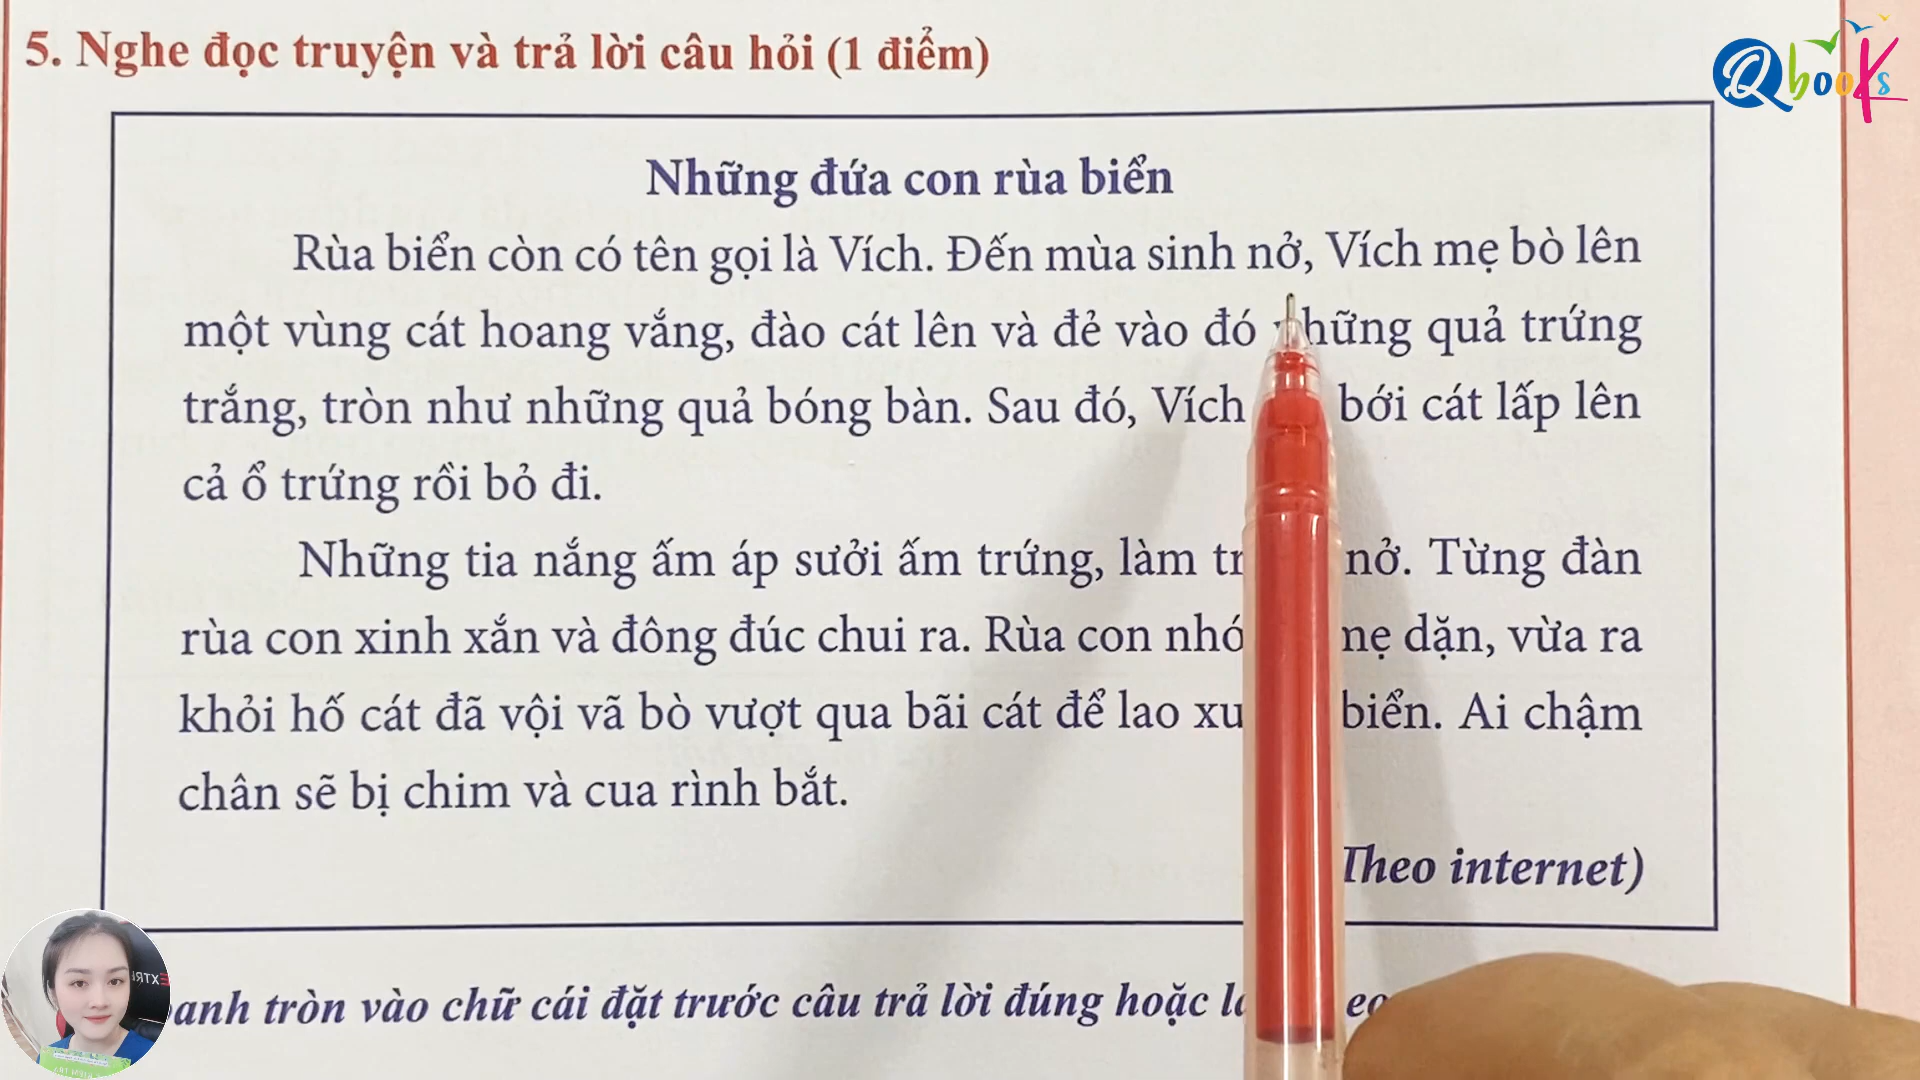 5. Nghe đọc truyện và trả lời câu hỏi (1 điểm)
Qbooks
Những đứa con rùa biển
Rùa biển còn có tên gọi là Vích. Đến mùa sinh nở, Vích mẹ bò lên
một vùng cát hoang vắng, đào cát lên và đẻ vào đó những quả trứng
trắng, tròn như những quả bóng bàn. Sau đó, Vích bới cát lấp lên
cả ổ trứng rồi bỏ đi.
Những tia nắng ấm áp sưởi ấm trứng, làm nở. Từng đàn
rùa con xinh xắn và đông đúc chui ra. Rùa con mẹ dặn, vừa ra
khỏi hố cát đã vội vã bò vượt qua bãi cát để lao biển. Ai chậm
chân sẽ bị chim và cua rình bắt.
Theo internet)
tròn vào chữ cái đặt trước câu trả lời đúng hoặc